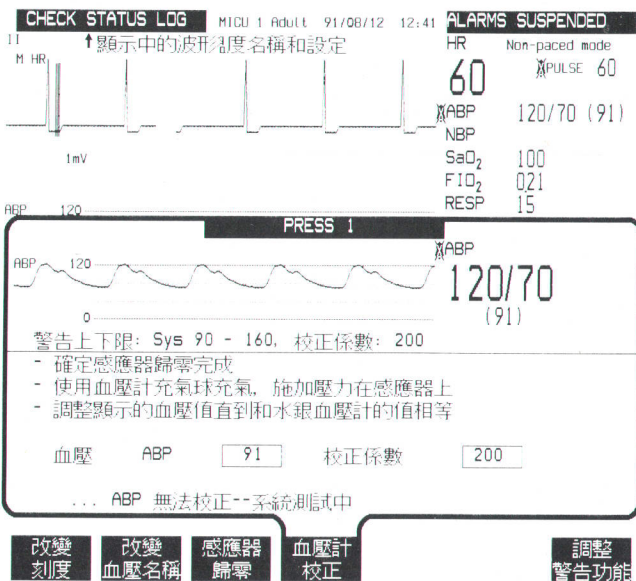 CHECK STATUS LOG MICU 1 Adult 91/08/12 12:41 ALARMS SUSPENDED
II ↑顯示中的波形 度名稱和設定
M HR
1mV
ABP 120
HR Non-paced mode
60 PULSE 60
ABP 120/70 (91)
NBP
SaO₂ 100
FIO₂ 021
RESP 15
PRESS 1
ABP 120
0
ABP
120/70
(91)
警告上下限: Sys 90 - 160, 校正係數: 200
- 確定感應器歸零完成
- 使用血壓計充氣球充氣, 施加壓力在感應器上
- 調整顯示的血壓值直到和水銀血壓計的值相等
血壓 ABP 91 校正係數 200
... ABP 無法校正--系統測試中
改變 改變 感應器 血壓計 調整
刻度 血壓名稱 歸零 校正 警告功能